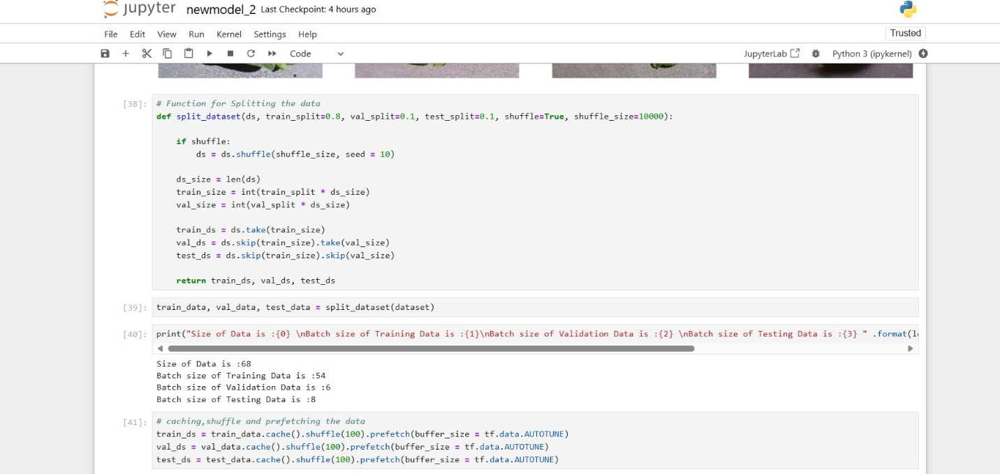 jupyter newmodel_2 Last Checkpoint: 4 hours ago
File Edit View Run Kernel Settings Help Trusted
Code JupyterLab Python 3 (ipykernel)
[38]: # Function for Splitting the data
def split_dataset(ds, train_split=0.8, val_split=0.1, test_split=0.1, shuffle=True, shuffle_size=10000):
    if shuffle:
        ds = ds.shuffle(shuffle_size, seed = 10)
    ds_size = len(ds)
    train_size = int(train_split * ds_size)
    val_size = int(val_split * ds_size)
    train_ds = ds.take(train_size)
    val_ds = ds.skip(train_size).take(val_size)
    test_ds = ds.skip(train_size).skip(val_size)
    return train_ds, val_ds, test_ds
[39]: train_data, val_data, test_data = split_dataset(dataset)
[40]: print("Size of Data is :{0} \nBatch size of Training Data is :{1}\nBatch size of Validation Data is :{2} \nBatch size of Testing Data is :{3} " .format(
Size of Data is :68
Batch size of Training Data is :54
Batch size of Validation Data is :6
Batch size of Testing Data is :8
[41]: # caching,shuffle and prefetching the data
train_ds = train_data.cache().shuffle(100).prefetch(buffer_size = tf.data.AUTOTUNE)
val_ds = val_data.cache().shuffle(100).prefetch(buffer_size = tf.data.AUTOTUNE)
test_ds = test_data.cache().shuffle(100).prefetch(buffer_size = tf.data.AUTOTUNE)